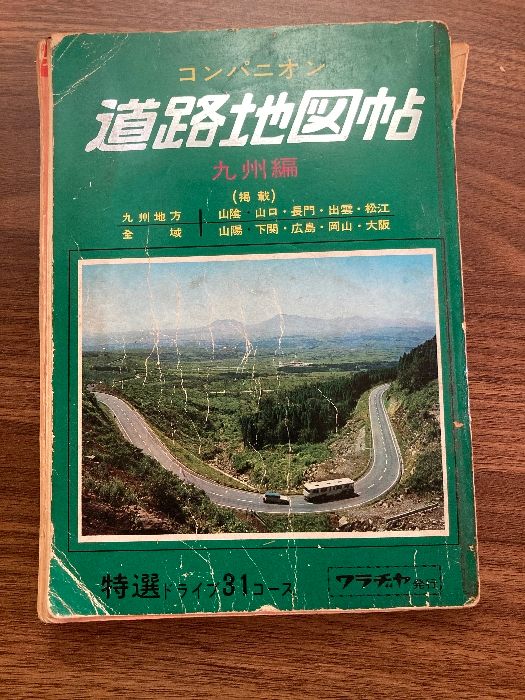 コンパニオン
道路地図帖
九州編
(掲載)
九州地方 山陰・山口・長門・出雲・松江
全域 山陽・下関・広島・岡山・大阪
特選ドライブ31コース
ワラヂヤ発行